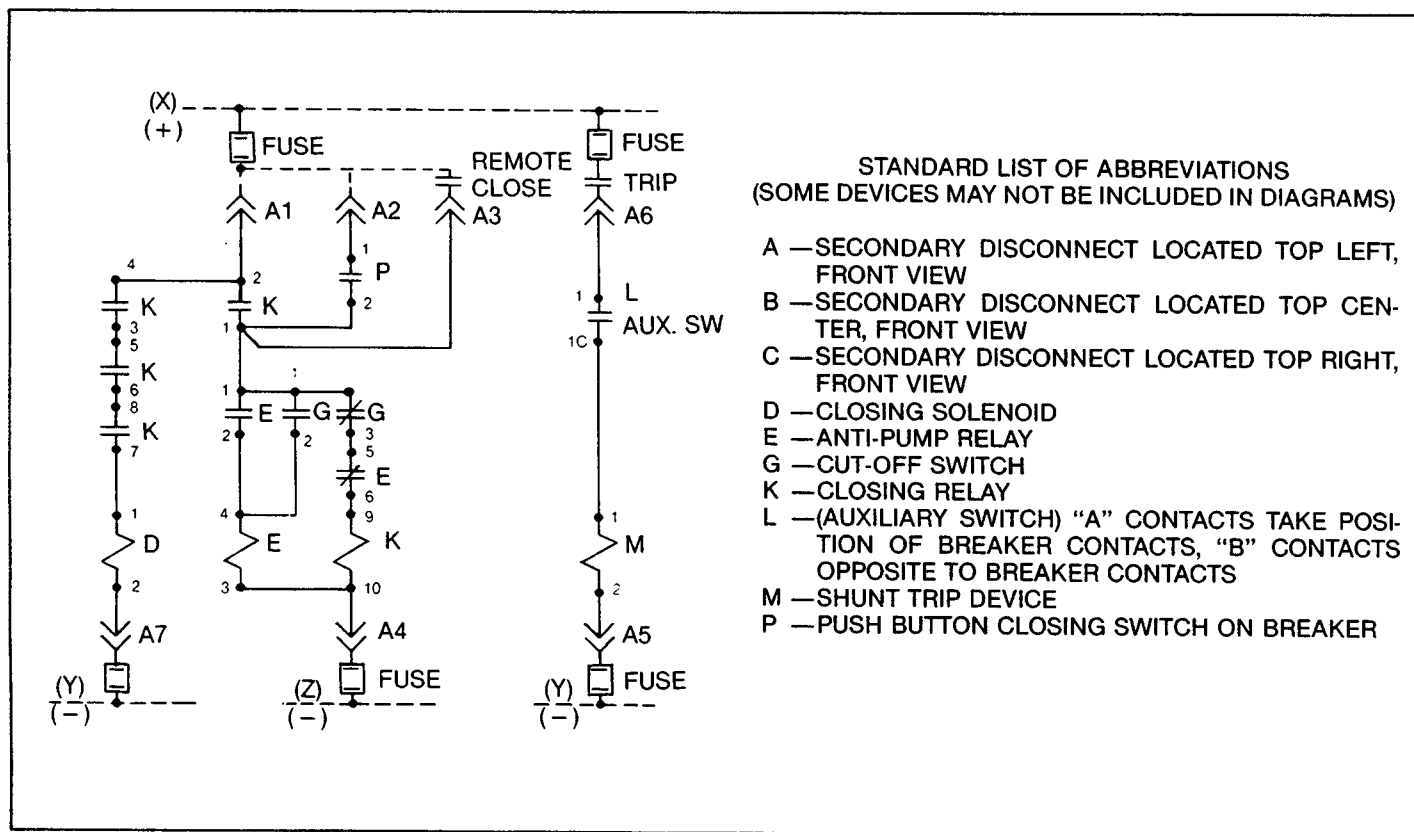 (X)
(+)
FUSE
REMOTE
CLOSE
FUSE
TRIP
A1
A2
A3
A6
4
2
1
P
2
K
K
1
3
5
K
6
8
K
7
1
L
AUX. SW
1C
1
1
E
G
G
2
2
3
5
E
6
9
4
1
D
2
E
K
3
10
1
M
2
A7
A4
A5
FUSE
FUSE
(Y)
(−)
(Z)
(−)
(Y)
(−)
STANDARD LIST OF ABBREVIATIONS
(SOME DEVICES MAY NOT BE INCLUDED IN DIAGRAMS)
A —SECONDARY DISCONNECT LOCATED TOP LEFT,
FRONT VIEW
B —SECONDARY DISCONNECT LOCATED TOP CEN-
TER, FRONT VIEW
C —SECONDARY DISCONNECT LOCATED TOP RIGHT,
FRONT VIEW
D —CLOSING SOLENOID
E —ANTI-PUMP RELAY
G —CUT-OFF SWITCH
K —CLOSING RELAY
L —(AUXILIARY SWITCH) “A” CONTACTS TAKE POSI-
TION OF BREAKER CONTACTS, “B” CONTACTS
OPPOSITE TO BREAKER CONTACTS
M —SHUNT TRIP DEVICE
P —PUSH BUTTON CLOSING SWITCH ON BREAKER